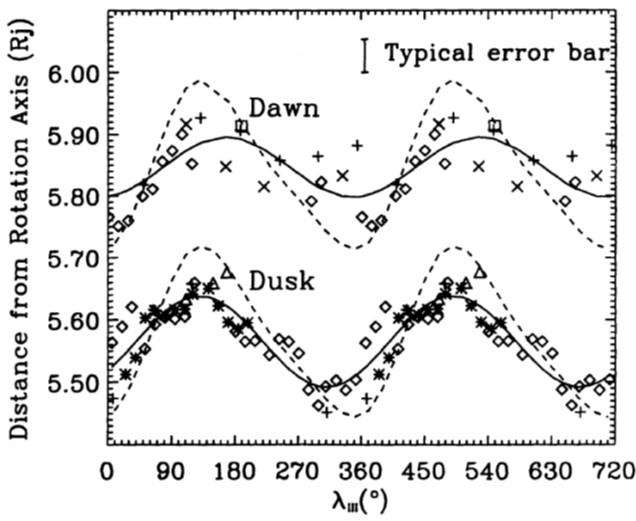 Distance from Rotation Axis (Rj)
6.00
5.90
5.80
5.70
5.60
5.50
Typical error bar
Dawn
Dusk
0 90 180 270 360 450 540 630 720
λIII(°)